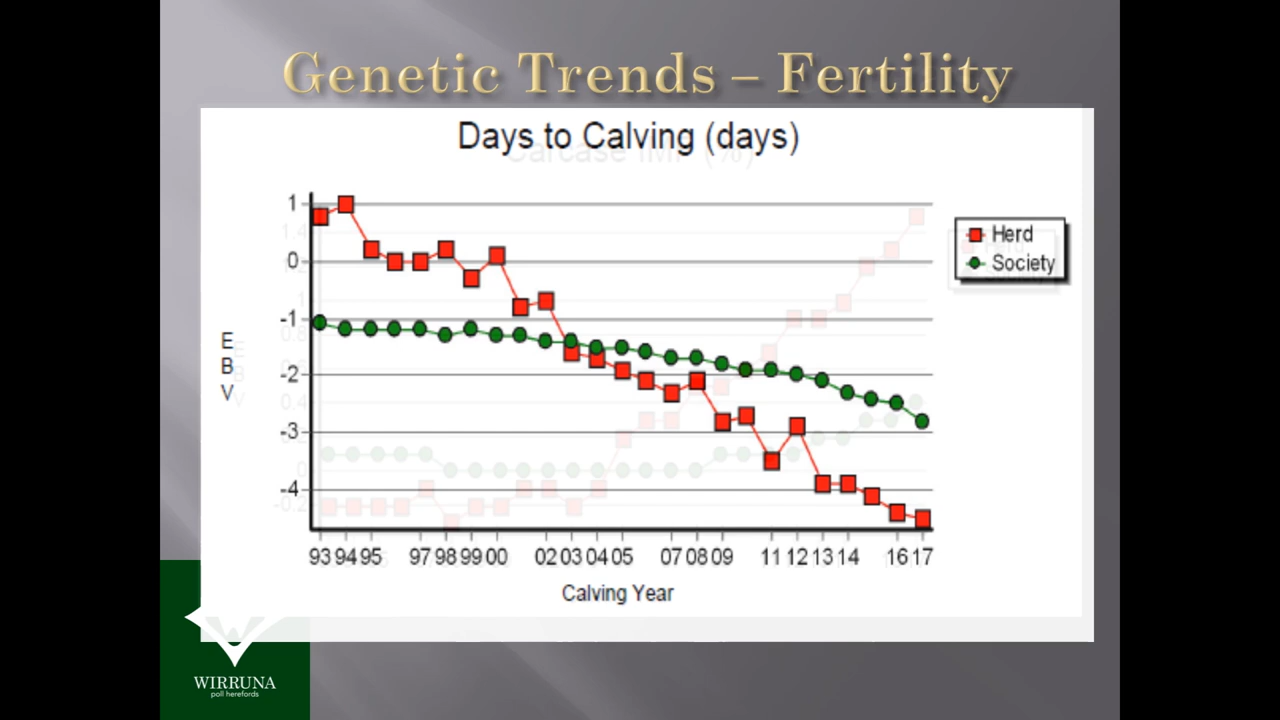 Genetic Trends – Fertility
Days to Calving (days)
Carcase IMF (%)
1
0
-1
-2
-3
-4
E
B
V
Herd
Society
93 94 95 97 98 99 00 02 03 04 05 07 08 09 11 12 13 14 16 17
Calving Year
WIRRUNA
poll herefords